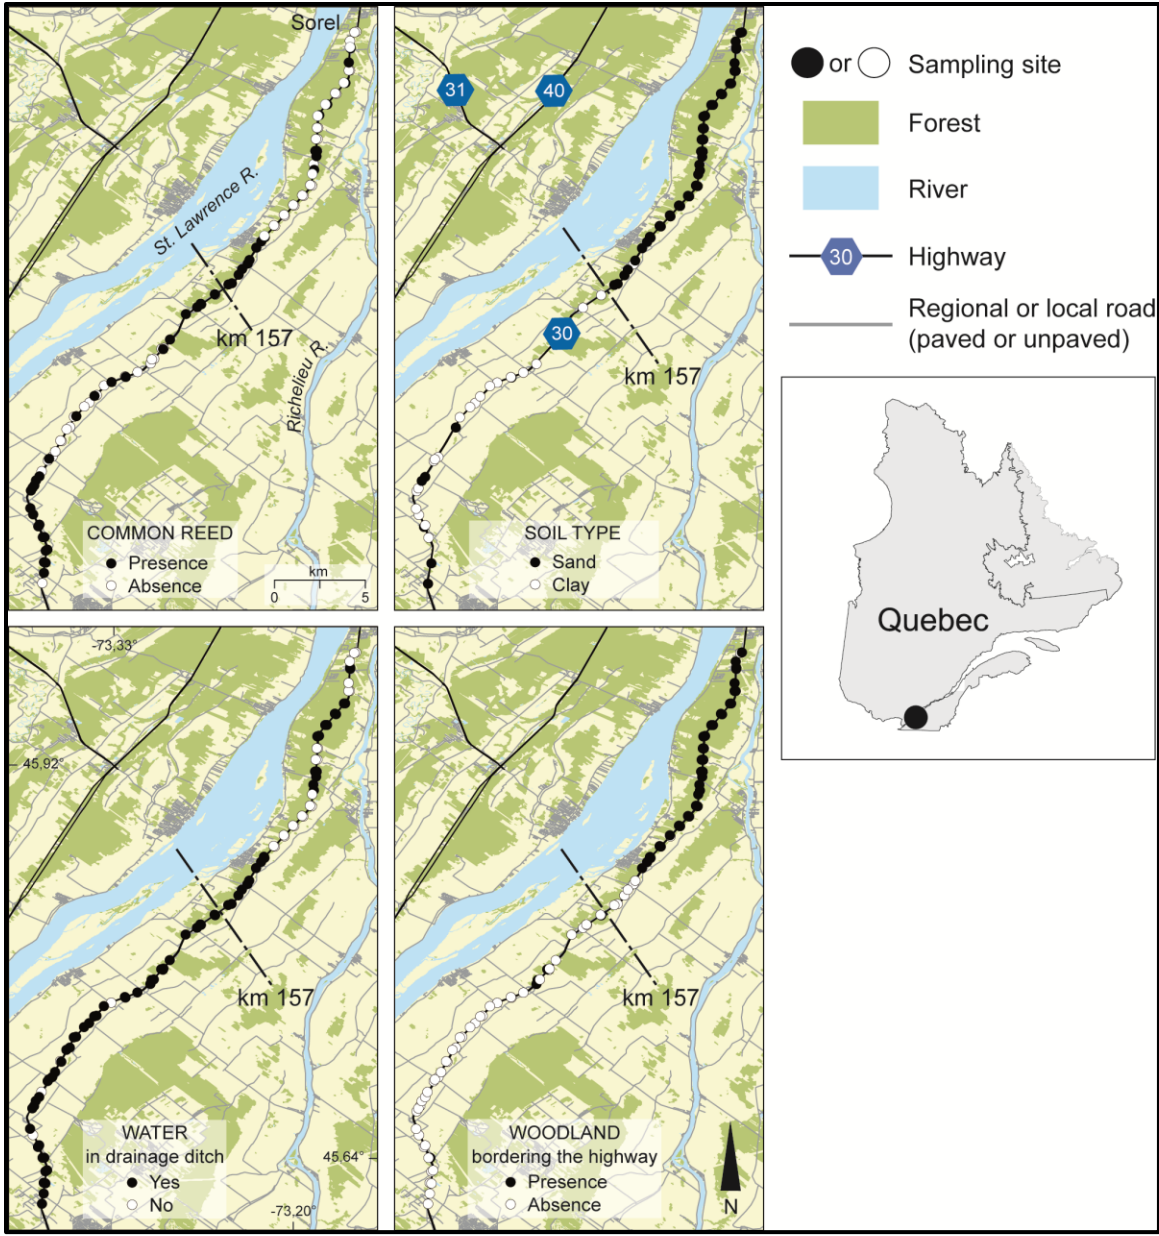 Sorel
St. Lawrence R.
km 157
Richelieu R.
COMMON REED
Presence
Absence
km
0 5
31
40
30
km 157
SOIL TYPE
Sand
Clay
or Sampling site
Forest
River
30 Highway
Regional or local road
(paved or unpaved)
Quebec
-73,33°
45,92°
km 157
WATER
in drainage ditch
Yes
No
45.64°
-73,20°
km 157
WOODLAND
bordering the highway
Presence
Absence
N